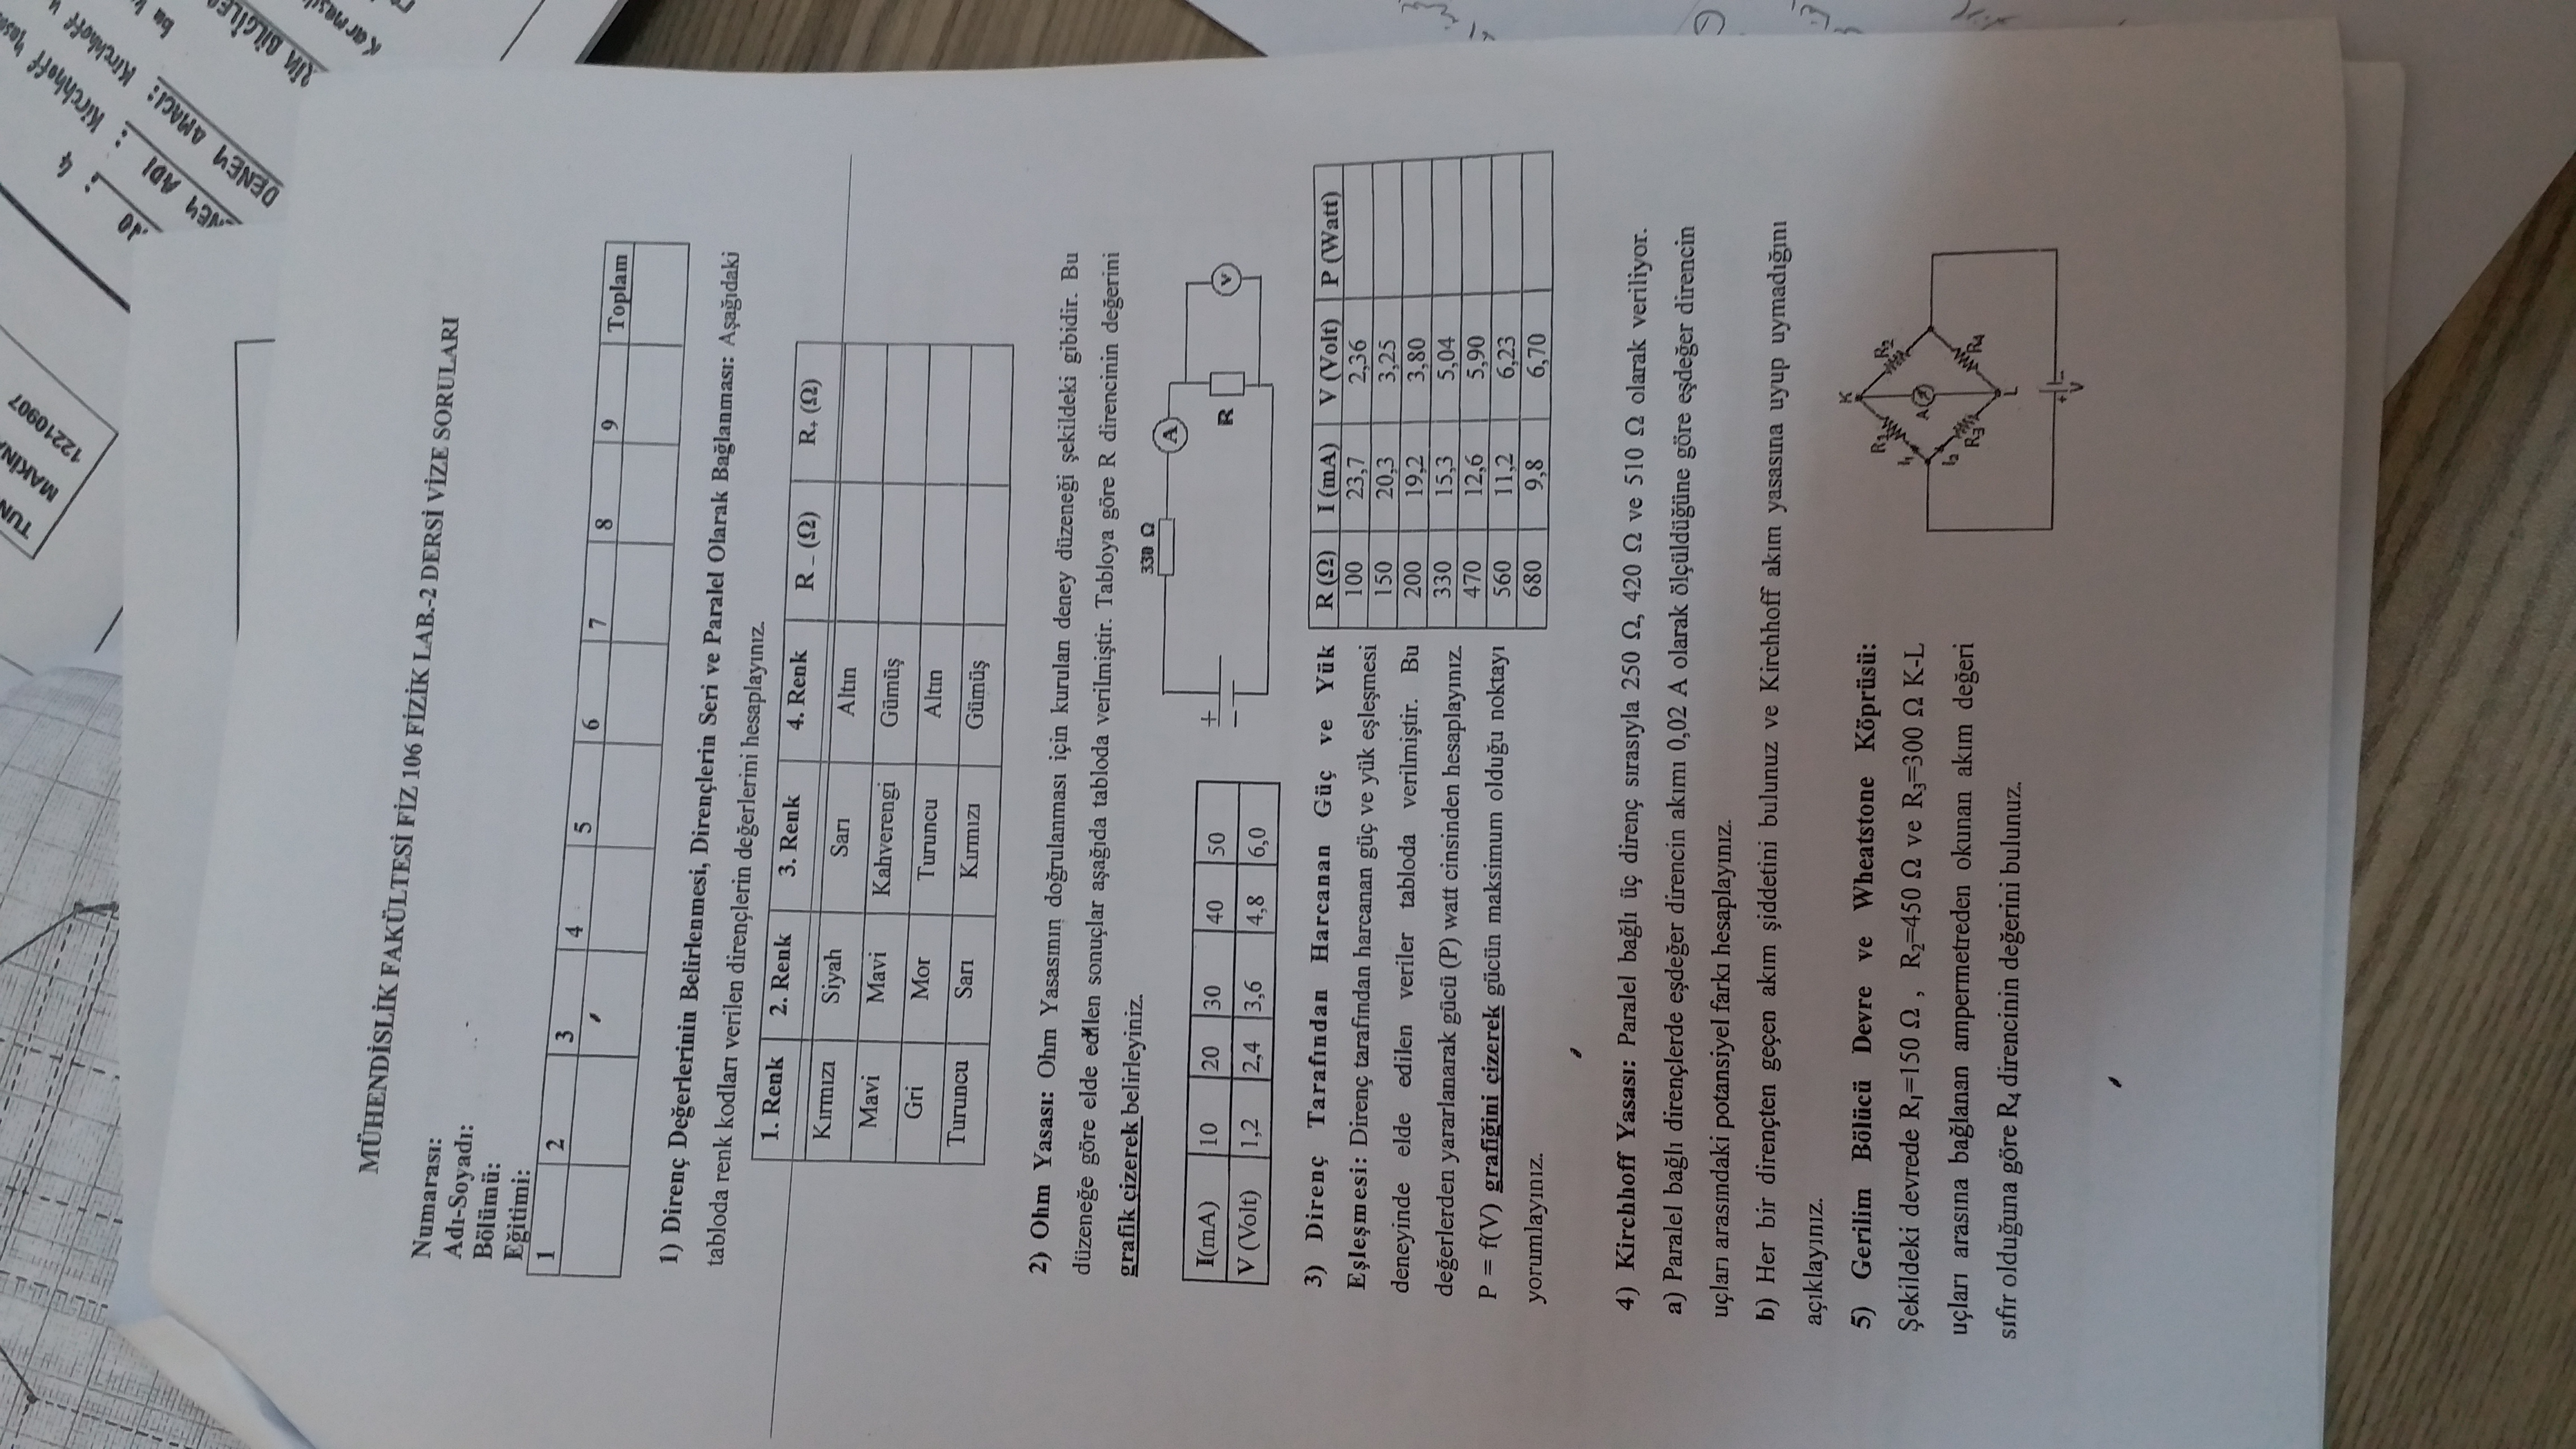 TUN
MAKİNA
12210907
NO : 4
NEY ADI : Kirchhoff
DENEY AMACI: Kirchhoff
bu
BİLGİLE
MÜHENDİSLİK FAKÜLTESİ FİZ 106 FİZİK LAB.-2 DERSİ VİZE SORULARI
Numarası:
Adı-Soyadı:
Bölümü:
Eğitimi:
1 2 3 4 5 6 7 8 9 Toplam
1) Direnç Değerlerinin Belirlenmesi, Dirençlerin Seri ve Paralel Olarak Bağlanması: Aşağıdaki
tabloda renk kodları verilen dirençlerin değerlerini hesaplayınız.
1. Renk 2. Renk 3. Renk 4. Renk R₋ (Ω) R₊ (Ω)
Kırmızı Siyah Sarı Altın
Mavi Mavi Kahverengi Gümüş
Gri Mor Turuncu Altın
Turuncu Sarı Kırmızı Gümüş
2) Ohm Yasası: Ohm Yasasının doğrulanması için kurulan deney düzeneği şekildeki gibidir. Bu
düzeneğe göre elde edilen sonuçlar aşağıda tabloda verilmiştir. Tabloya göre R direncinin değerini
grafik çizerek belirleyiniz.
330 Ω
A
R
V
+
−
I(mA) 10 20 30 40 50
V (Volt) 1,2 2,4 3,6 4,8 6,0
3) Direnç Tarafından Harcanan Güç ve Yük
Eşleşmesi: Direnç tarafından harcanan güç ve yük eşleşmesi
deneyinde elde edilen veriler tabloda verilmiştir. Bu
değerlerden yararlanarak gücü (P) watt cinsinden hesaplayınız.
P = f(V) grafiğini çizerek gücün maksimum olduğu noktayı
yorumlayınız.
R (Ω) I (mA) V (Volt) P (Watt)
100 23,7 2,36
150 20,3 3,25
200 19,2 3,80
330 15,3 5,04
470 12,6 5,90
560 11,2 6,23
680 9,8 6,70
4) Kirchhoff Yasası: Paralel bağlı üç direnç sırasıyla 250 Ω, 420 Ω ve 510 Ω olarak veriliyor.
a) Paralel bağlı dirençlerde eşdeğer direncin akımı 0,02 A olarak ölçüldüğüne göre eşdeğer direncin
uçları arasındaki potansiyel farkı hesaplayınız.
b) Her bir dirençten geçen akım şiddetini bulunuz ve Kirchhoff akım yasasına uyup uymadığını
açıklayınız.
5) Gerilim Bölücü Devre ve Wheatstone Köprüsü:
Şekildeki devrede R₁=150 Ω , R₂=450 Ω ve R₃=300 Ω K-L
uçları arasına bağlanan ampermetreden okunan akım değeri
sıfır olduğuna göre R₄ direncinin değerini bulunuz.
K
R₁ R₂
I₁
A
I₂
R₃ R₄
L
+ -
V